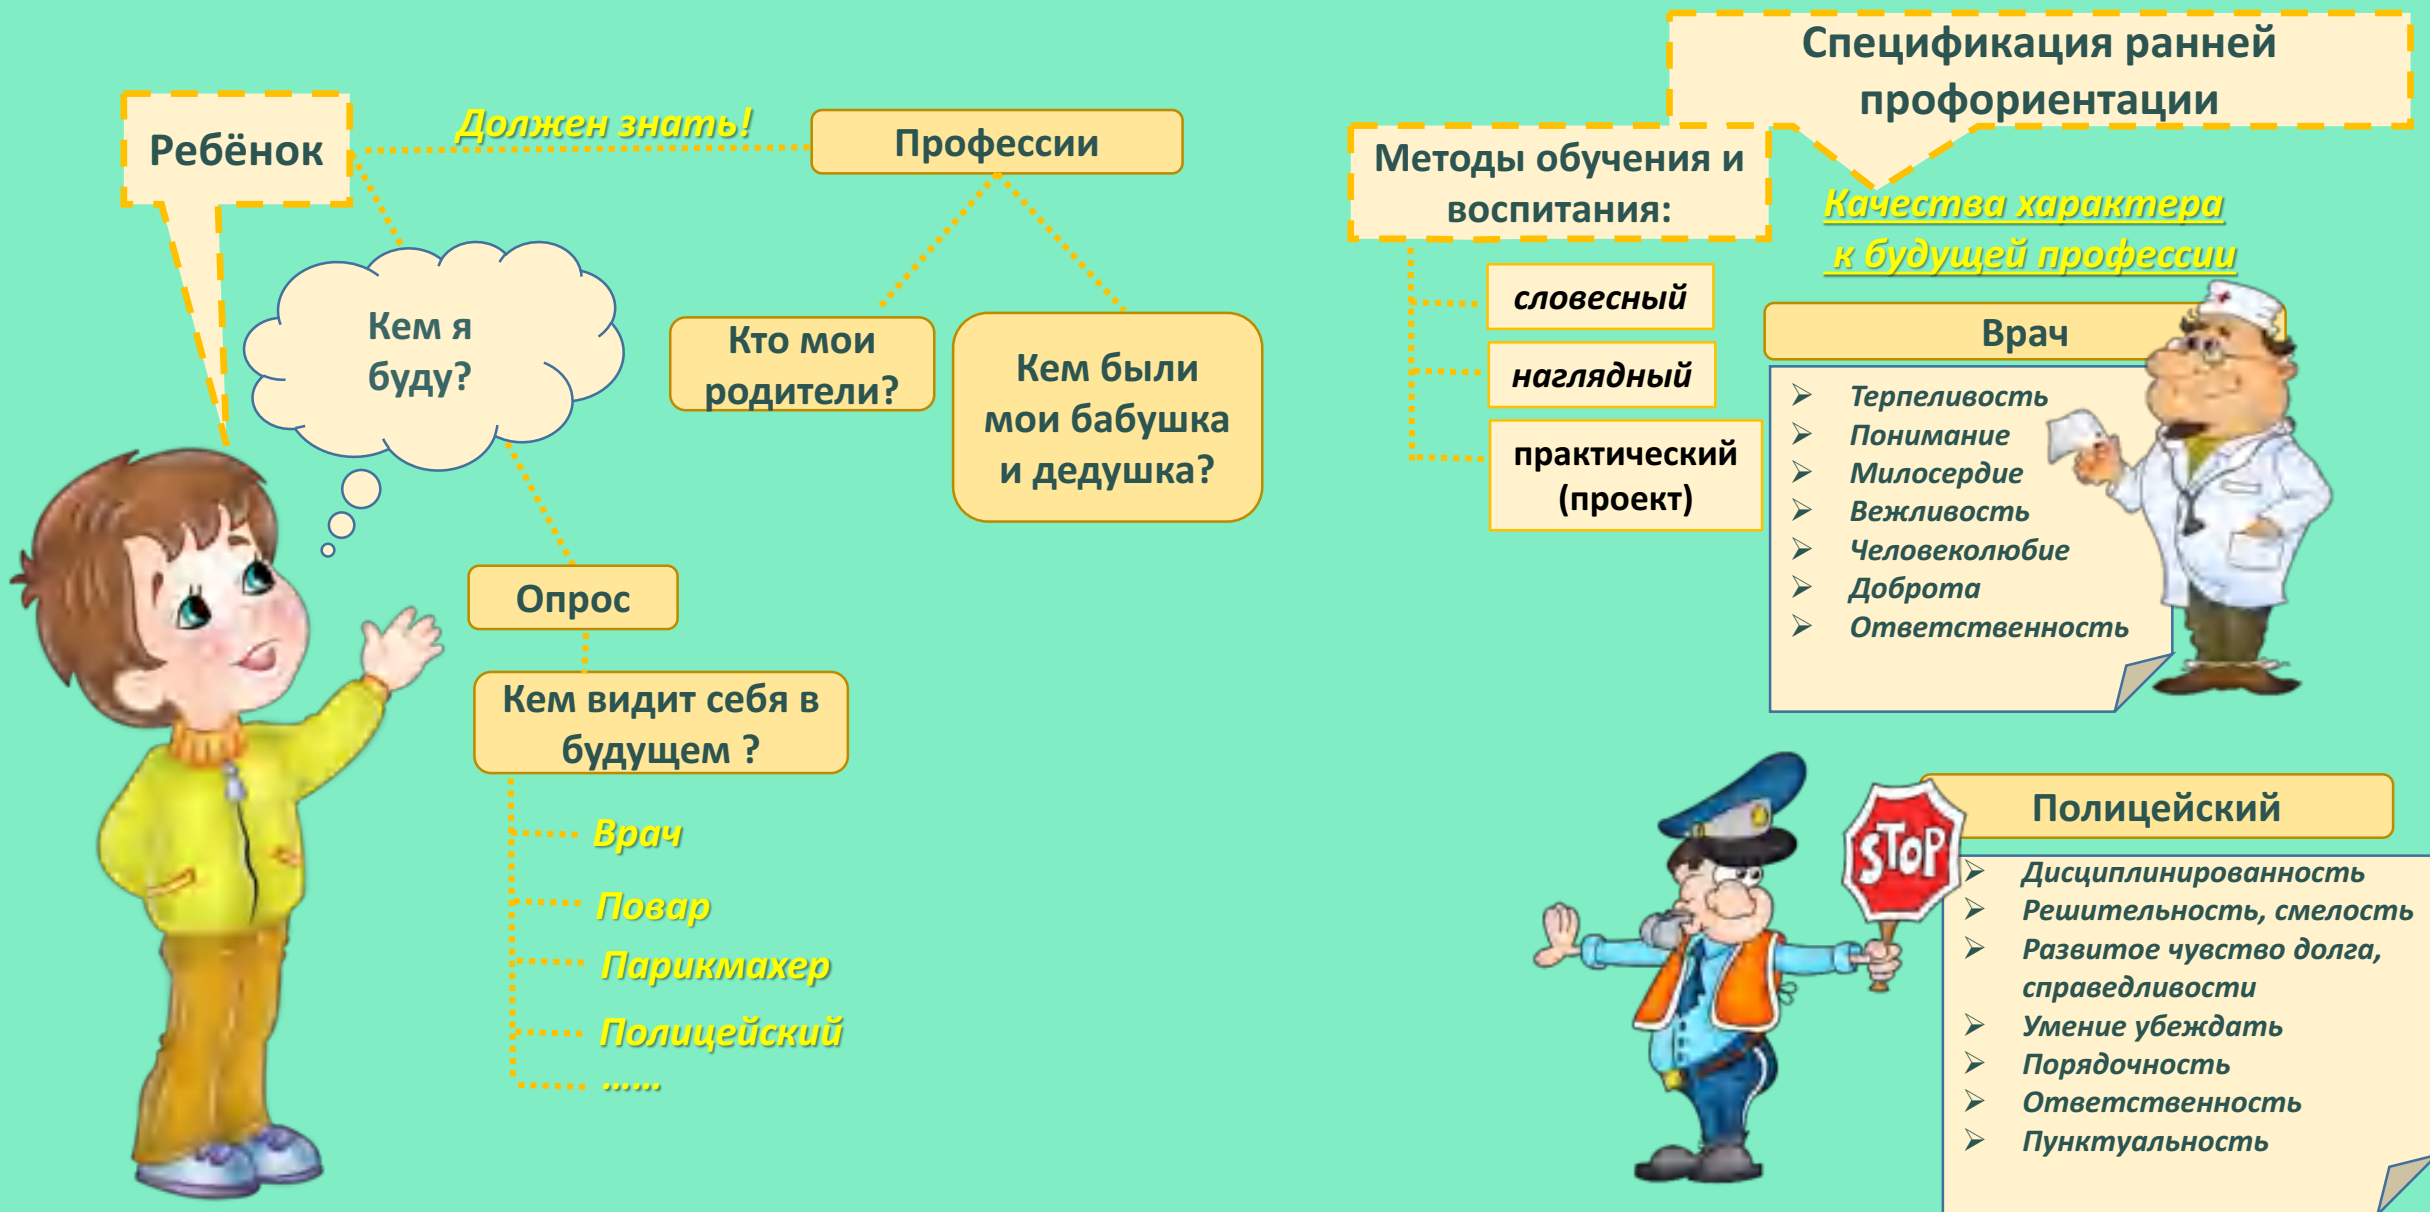 Ребёнок
Должен знать!
Профессии
Кем я
буду?
Кто мои
родители?
Кем были
мои бабушка
и дедушка?
Опрос
Кем видит себя в
будущем ?
Врач
Повар
Парикмахер
Полицейский
......
Спецификация ранней
профориентации
Методы обучения и
воспитания:
словесный
наглядный
практический
(проект)
Качества характера
к будущей профессии
Врач
Терпеливость
Понимание
Милосердие
Вежливость
Человеколюбие
Доброта
Ответственность
STOP
Полицейский
Дисциплинированность
Решительность, смелость
Развитое чувство долга,
справедливости
Умение убеждать
Порядочность
Ответственность
Пунктуальность